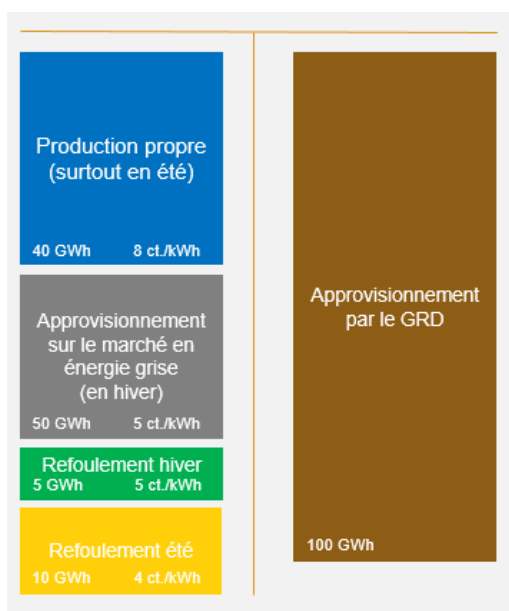 Production propre
(surtout en été)
40 GWh 8 ct./kWh
Approvisionnement
sur le marché en
énergie grise
(en hiver)
50 GWh 5 ct./kWh
Refoulement hiver
5 GWh 5 ct./kWh
Refoulement été
10 GWh 4 ct./kWh
Approvisionnement
par le GRD
100 GWh